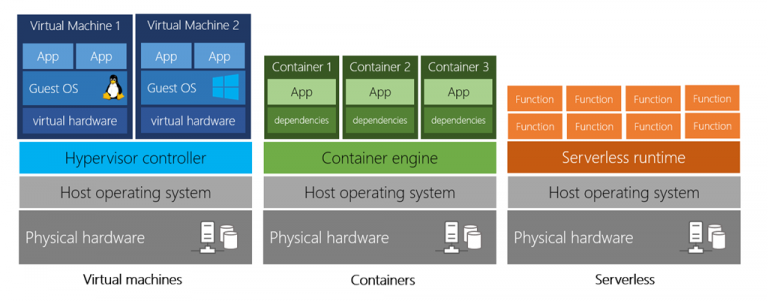 Virtual Machine 1
App App
Guest OS
virtual hardware
Virtual Machine 2
App App
Guest OS
virtual hardware
Hypervisor controller
Host operating system
Physical hardware
Virtual machines
Container 1
App
dependencies
Container 2
App
dependencies
Container 3
App
dependencies
Container engine
Host operating system
Physical hardware
Containers
Function Function Function Function
Function Function Function Function
Serverless runtime
Host operating system
Physical hardware
Serverless